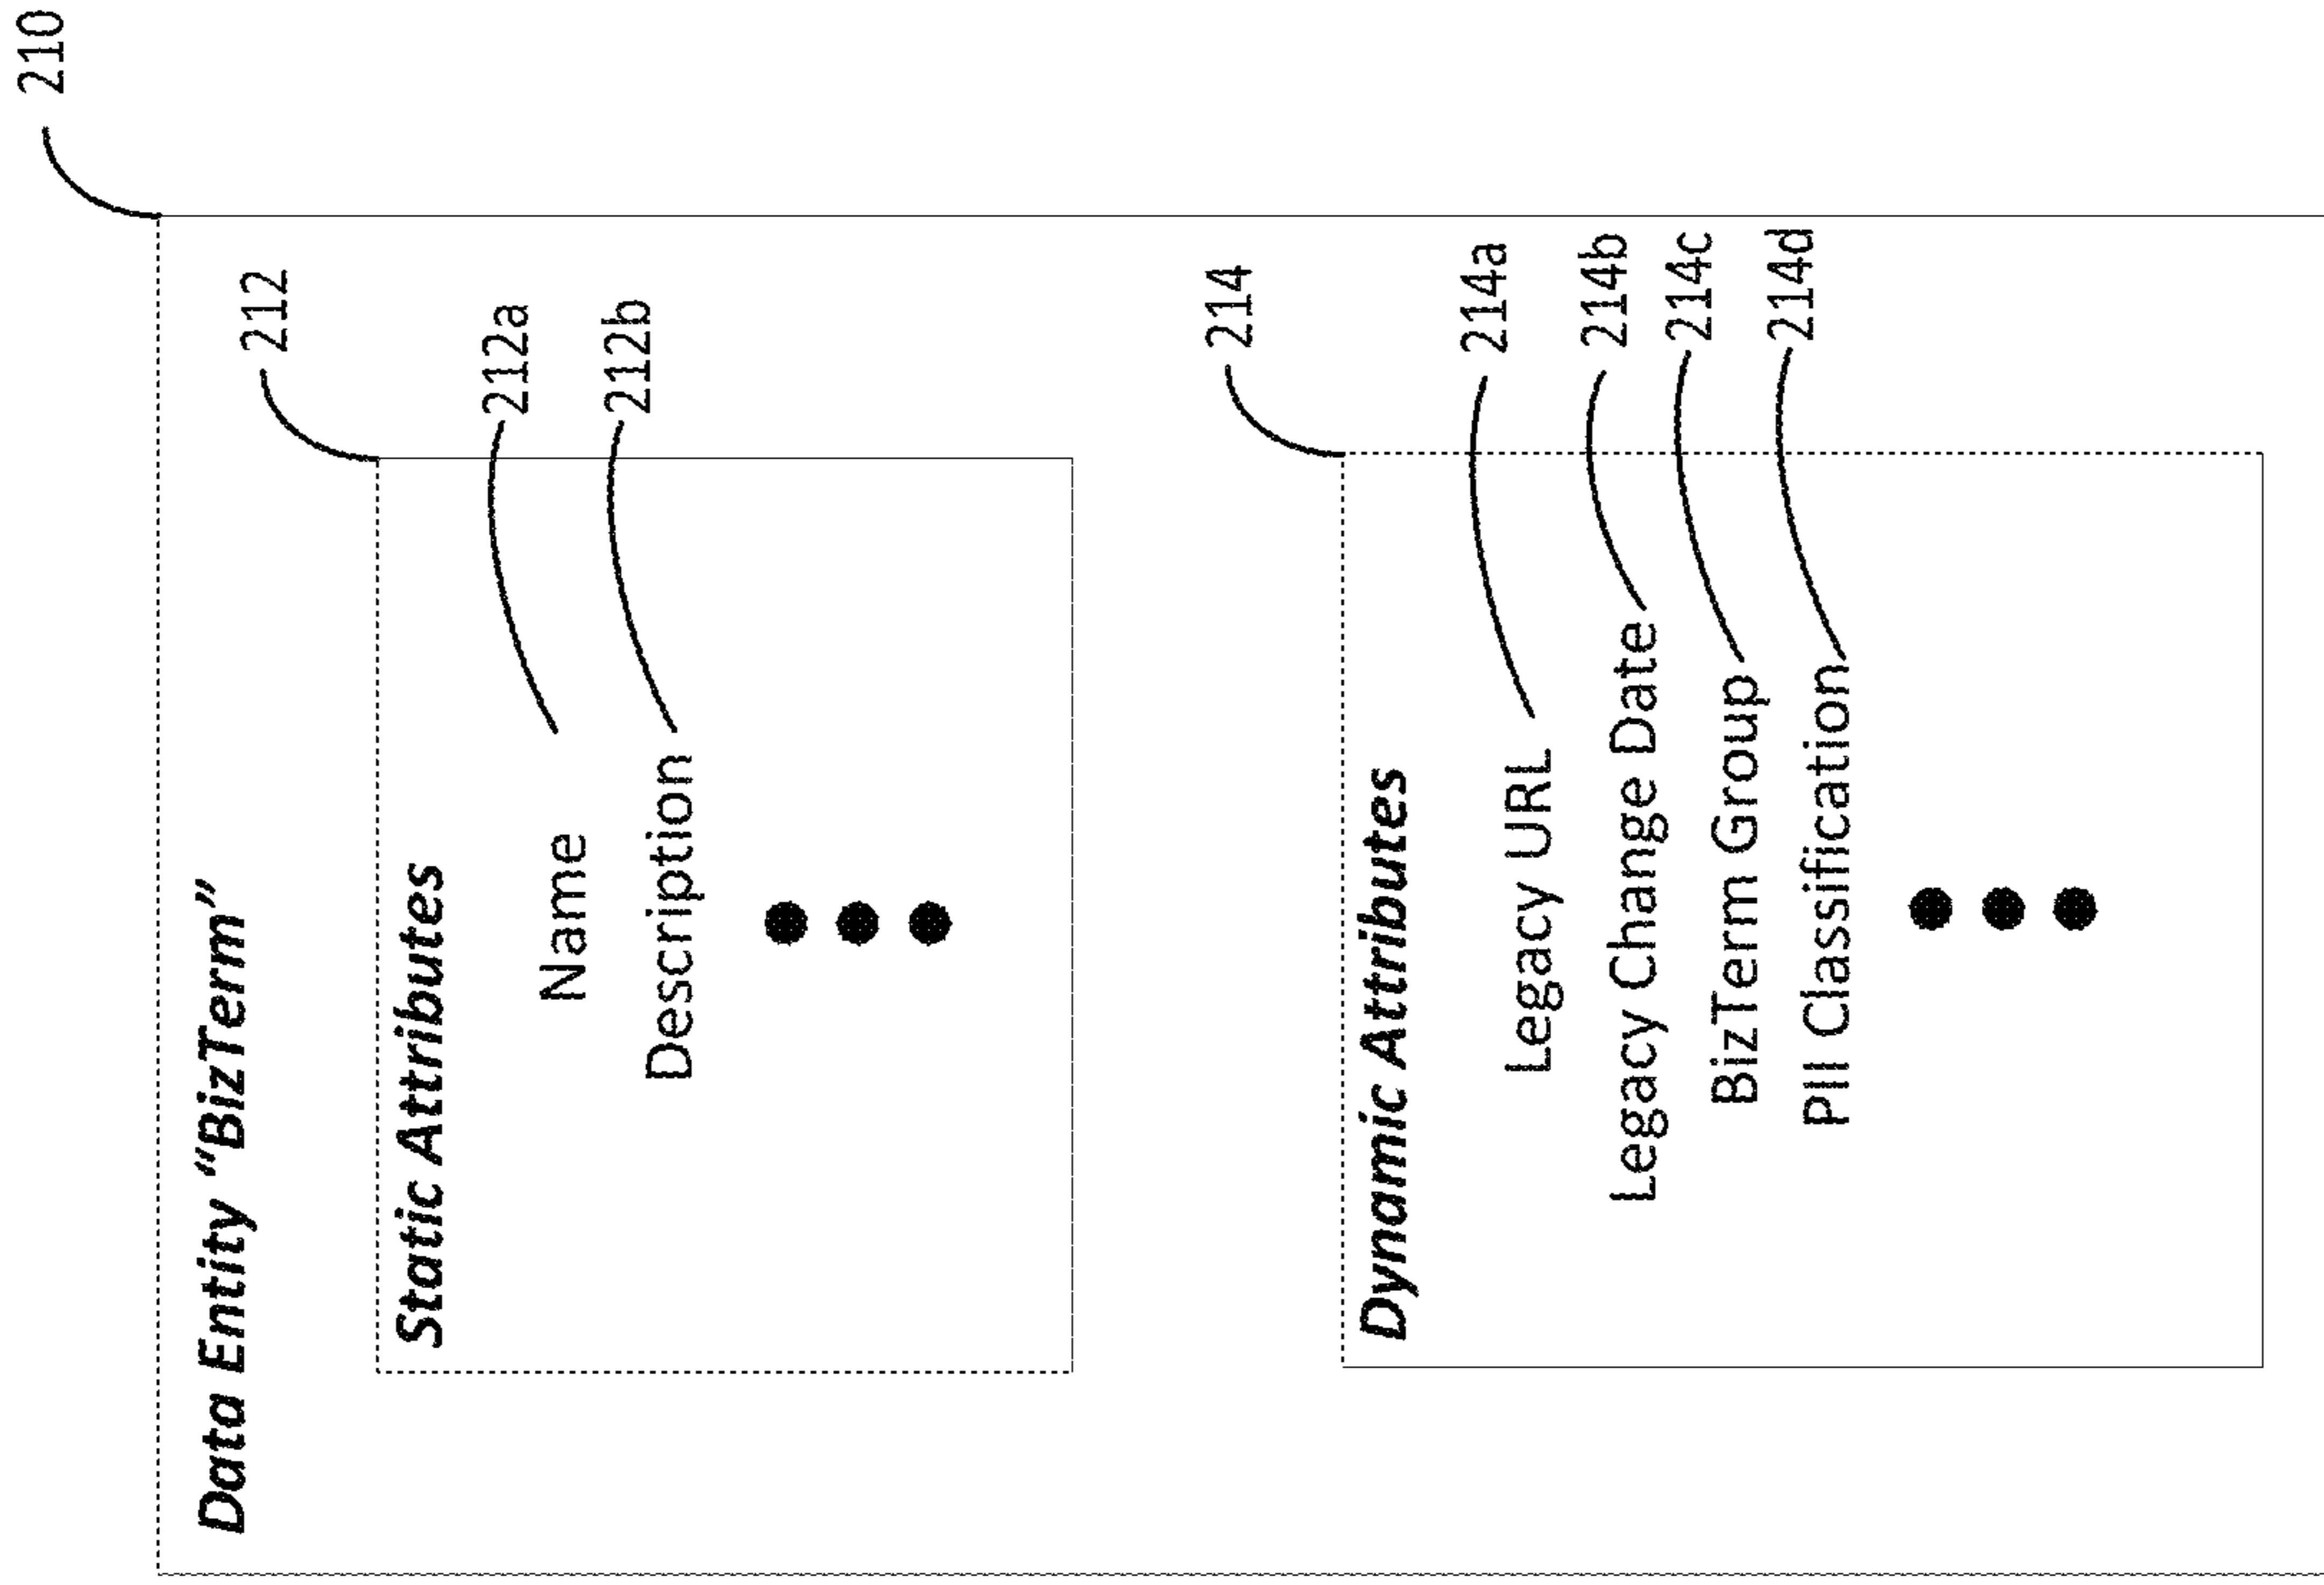 210
Data Entity “BizTerm”
212
Static Attributes
Name 212a
Description 212b
214
Dynamic Attributes
Legacy URL 214a
Legacy Change Date 214b
BizTerm Group 214c
PII Classification 214d